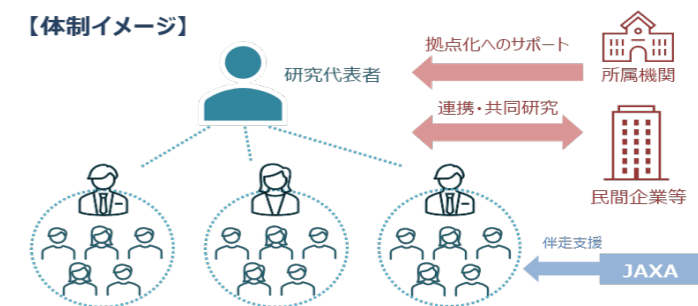 【体制イメージ】
拠点化へのサポート
研究代表者
所属機関
連携・共同研究
民間企業等
伴走支援
JAXA